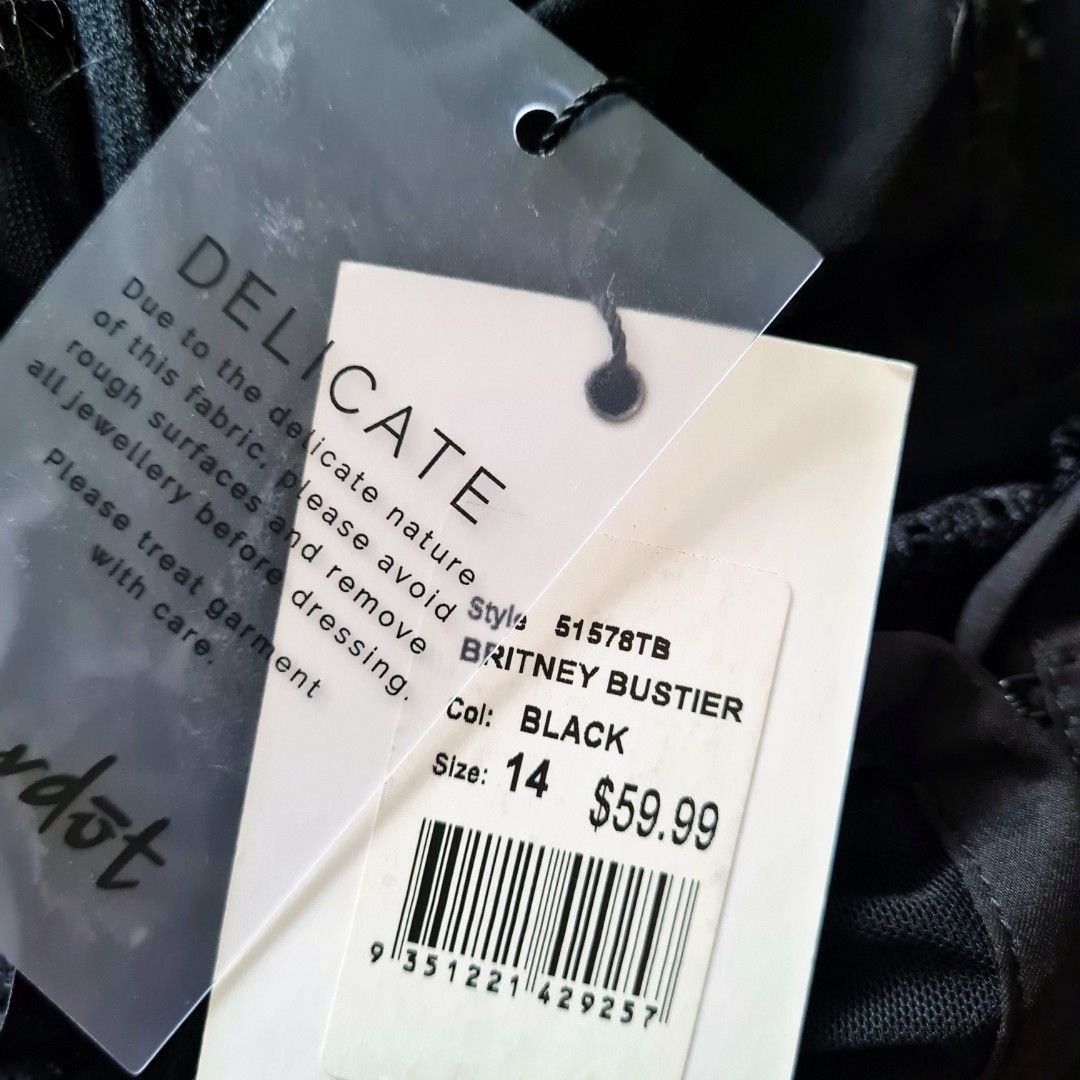 DELICATE
Due to the delicate nature
of this fabric, please avoid
rough surfaces and remove
all jewellery before dressing.
Please treat garment
with care.
Style 51578TB
BRITNEY BUSTIER
Col: BLACK
Size: 14 $59.99
9 351221 429257